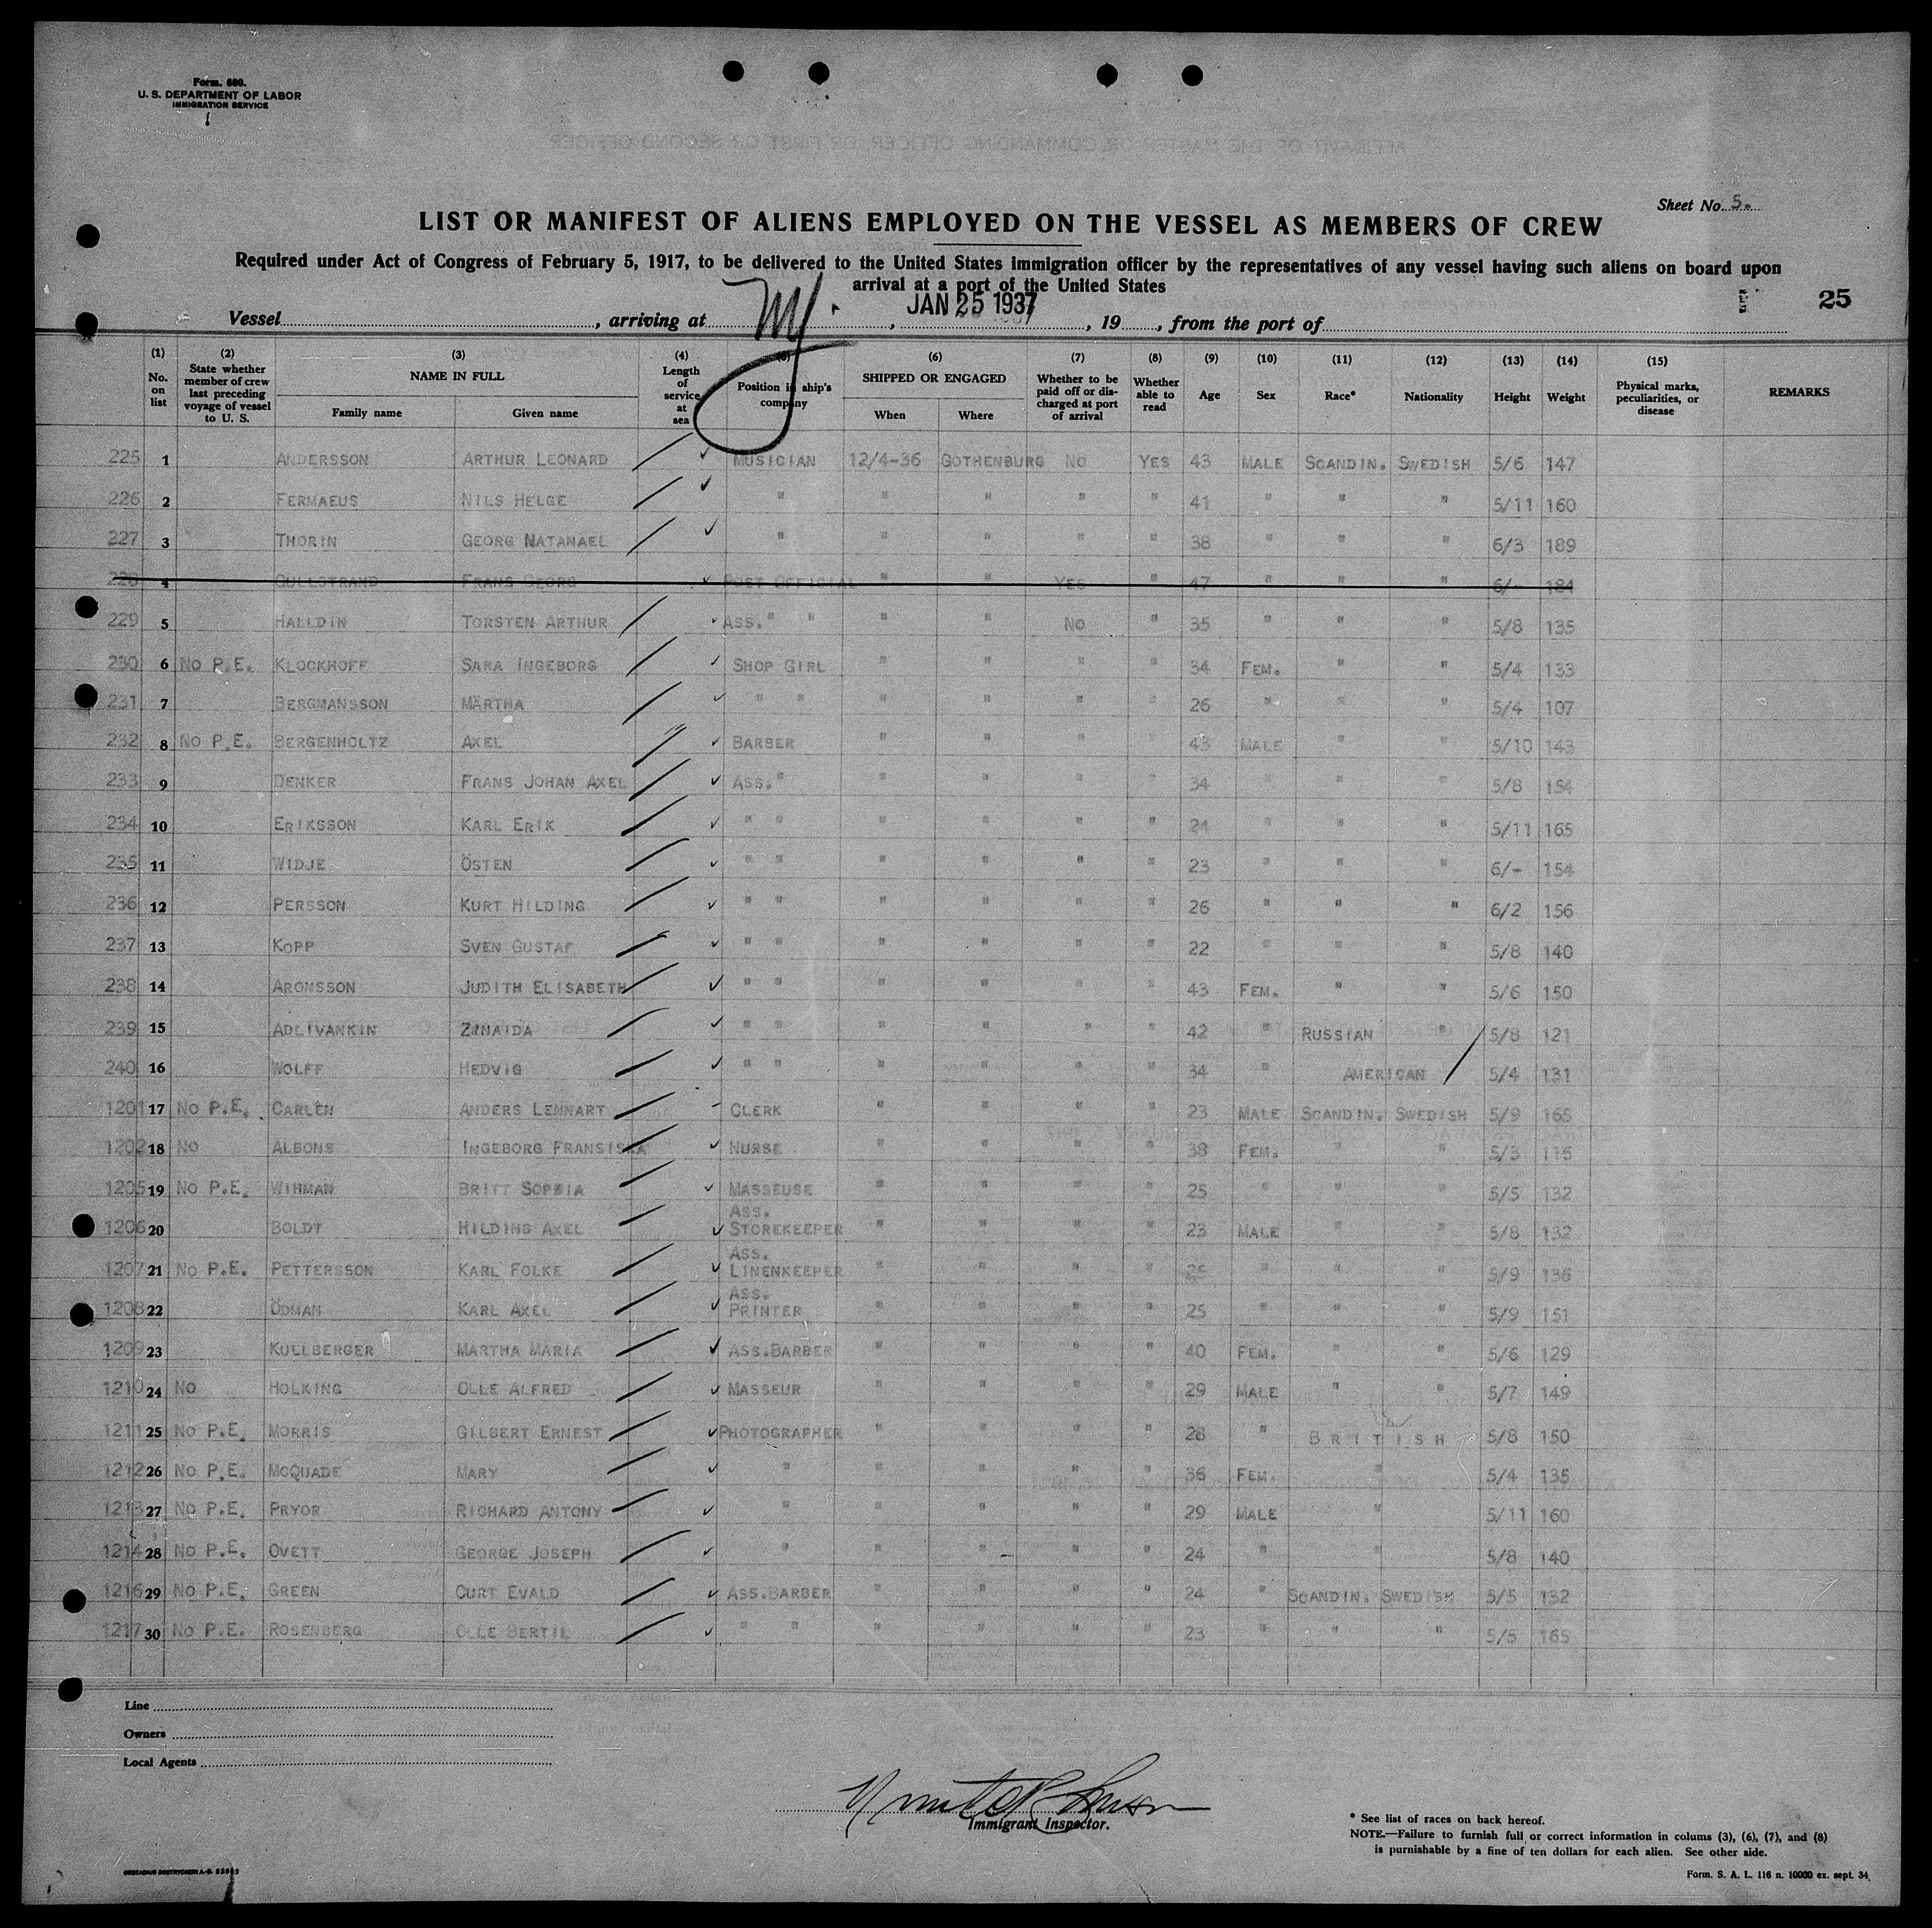 Form. 680.
U. S. DEPARTMENT OF LABOR
IMMIGRATION SERVICE
Sheet No. 5.
LIST OR MANIFEST OF ALIENS EMPLOYED ON THE VESSEL AS MEMBERS OF CREW
Required under Act of Congress of February 5, 1917, to be delivered to the United States immigration officer by the representatives of any vessel having such aliens on board upon
arrival at a port of the United States
Vessel , arriving at NY. , JAN 25 1937 , 19 , from the port of 25
(1) No. on list (2) State whether member of crew last preceding voyage of vessel to U. S. (3) NAME IN FULL Family name Given name (4) Length of service at sea (5) Position in ship's company (6) SHIPPED OR ENGAGED When Where (7) Whether to be paid off or discharged at port of arrival (8) Whether able to read (9) Age (10) Sex (11) Race* (12) Nationality (13) Height (14) Weight (15) Physical marks, peculiarities, or disease REMARKS
225 1 ANDERSSON ARTHUR LEONARD MUSICIAN 12/4-36 GOTHENBURG NO YES 43 MALE SCANDIN. SWEDISH 5/6 147
226 2 FERMAEUS NILS HELGE " " " " " 41 " " " 5/11 160
227 3 THORIN GEORG NATANAEL " " " " " 38 " " " 6/3 189
228 4 GULLSTRAND FRANS GEORG POST OFFICIAL " " YES " 47 " " " 6/- 184
229 5 HALLDIN TORSTEN ARTHUR ASS. " " " " NO " 35 " " " 5/8 135
230 6 NO P.E. KLOCKHOFF SARA INGEBORG SHOP GIRL " " " " 34 FEM. " " 5/4 133
231 7 BERGMANSSON MÄRTHA " " " " " " 26 " " " 5/4 107
232 8 NO P.E. BERGENHOLTZ AXEL BARBER " " " " 43 MALE " " 5/10 143
233 9 DENKER FRANS JOHAN AXEL ASS. " " " " " 34 " " " 5/8 154
234 10 ERIKSSON KARL ERIK " " " " " " 24 " " " 5/11 165
235 11 WIDJE ÖSTEN " " " " " " 23 " " " 6/- 154
236 12 PERSSON KURT HILDING " " " " " " 26 " " " 6/2 156
237 13 KOPP SVEN GUSTAF " " " " " " 22 " " " 5/8 140
238 14 ARONSSON JUDITH ELISABETH " " " " " " 43 FEM. " " 5/6 150
239 15 ADLIVANKIN ZINAIDA " " " " " " 42 " RUSSIAN " 5/8 121
240 16 WOLFF HEDVIG " " " " " " 34 " AMERICAN 5/4 131
1201 17 NO P.E. CARLÉN ANDERS LENNART CLERK " " " " 23 MALE SCANDIN. SWEDISH 5/9 165
1202 18 NO ALBONS INGEBORG FRANSISKA NURSE " " " " 38 FEM. " " 5/3 116
1205 19 NO P.E. WIHMAN BRITT SOPHIA MASSEUSE " " " " 25 " " " 5/5 132
1206 20 BOLDT HILDING AXEL ASS. STOREKEEPER " " " " 23 MALE " " 5/8 132
1207 21 NO P.E. PETTERSSON KARL FOLKE ASS. LINENKEEPER " " " " 25 " " " 5/9 136
1208 22 ÖDMAN KARL AXEL ASS. PRINTER " " " " 25 " " " 5/9 151
1209 23 KULLBERGER MARTHA MARIA ASS.BARBER " " " " 40 FEM. " " 5/6 129
1210 24 NO HOLKING OLLE ALFRED MASSEUR " " " " 29 MALE " " 5/7 149
1211 25 NO P.E. MORRIS GILBERT ERNEST PHOTOGRAPHER " " " " 28 " BRITISH 5/8 150
1212 26 NO P.E. MCQUADE MARY " " " " " 36 FEM. " 5/4 135
1213 27 NO P.E. PRYOR RICHARD ANTONY " " " " " 29 MALE " 5/11 160
1214 28 NO P.E. OVETT GEORGE JOSEPH " " " " " 24 " " 5/8 140
1216 29 NO P.E. GREEN CURT EVALD ASS.BARBER " " " " 24 " SCANDIN. SWEDISH 5/5 132
1217 30 NO P.E. ROSENBERG OLLE BERTIL " " " " " " 23 " " " 5/5 165
Line
Owners
Local Agents
Immigrant Inspector.
* See list of races on back hereof.
NOTE.—Failure to furnish full or correct information in colums (3), (6), (7), and (8)
is purnishable by a fine of ten dollars for each alien. See other side.
Form. S. A. L. 116 n. 10000 ex. sept. 34